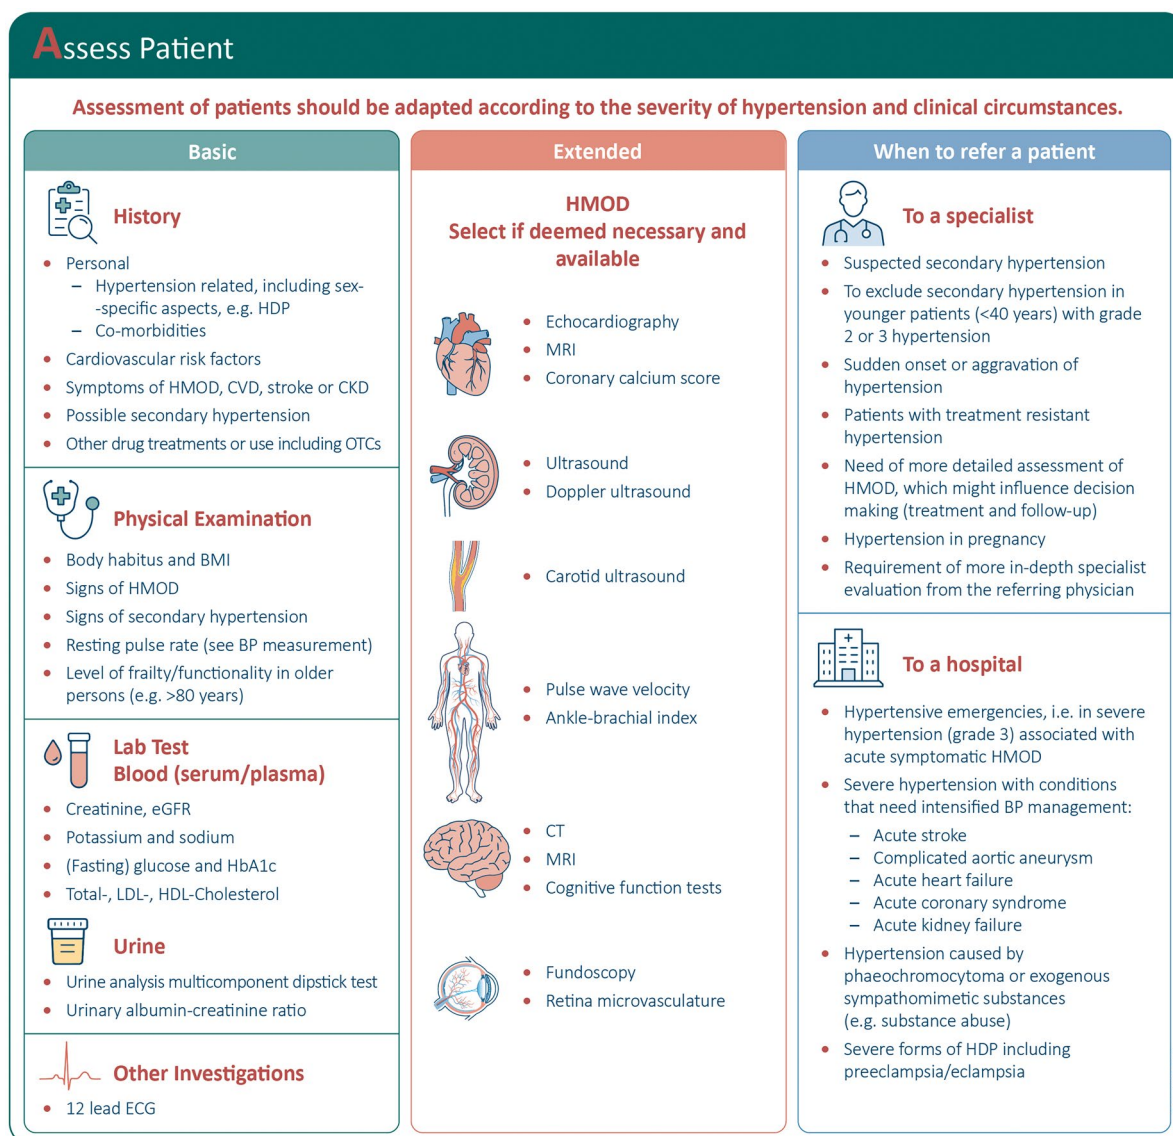 Assess Patient
Assessment of patients should be adapted according to the severity of hypertension and clinical circumstances.
Basic
History
• Personal
– Hypertension related, including sex-
-specific aspects, e.g. HDP
– Co-morbidities
• Cardiovascular risk factors
• Symptoms of HMOD, CVD, stroke or CKD
• Possible secondary hypertension
• Other drug treatments or use including OTCs
Physical Examination
• Body habitus and BMI
• Signs of HMOD
• Signs of secondary hypertension
• Resting pulse rate (see BP measurement)
• Level of frailty/functionality in older
persons (e.g. >80 years)
Lab Test
Blood (serum/plasma)
• Creatinine, eGFR
• Potassium and sodium
• (Fasting) glucose and HbA1c
• Total-, LDL-, HDL-Cholesterol
Urine
• Urine analysis multicomponent dipstick test
• Urinary albumin-creatinine ratio
Other Investigations
• 12 lead ECG
Extended
HMOD
Select if deemed necessary and
available
• Echocardiography
• MRI
• Coronary calcium score
• Ultrasound
• Doppler ultrasound
• Carotid ultrasound
• Pulse wave velocity
• Ankle-brachial index
• CT
• MRI
• Cognitive function tests
• Fundoscopy
• Retina microvasculature
When to refer a patient
To a specialist
• Suspected secondary hypertension
• To exclude secondary hypertension in
younger patients (<40 years) with grade
2 or 3 hypertension
• Sudden onset or aggravation of
hypertension
• Patients with treatment resistant
hypertension
• Need of more detailed assessment of
HMOD, which might influence decision
making (treatment and follow-up)
• Hypertension in pregnancy
• Requirement of more in-depth specialist
evaluation from the referring physician
To a hospital
• Hypertensive emergencies, i.e. in severe
hypertension (grade 3) associated with
acute symptomatic HMOD
• Severe hypertension with conditions
that need intensified BP management:
– Acute stroke
– Complicated aortic aneurysm
– Acute heart failure
– Acute coronary syndrome
– Acute kidney failure
• Hypertension caused by
phaeochromocytoma or exogenous
sympathomimetic substances
(e.g. substance abuse)
• Severe forms of HDP including
preeclampsia/eclampsia